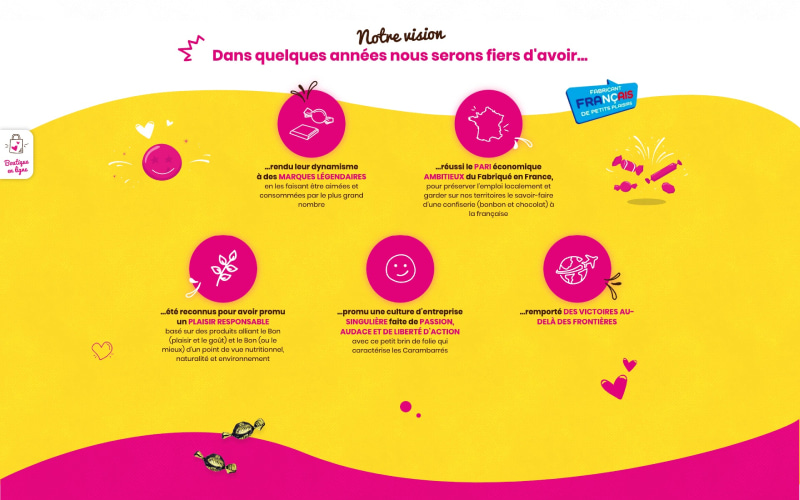 Notre vision
Dans quelques années nous serons fiers d'avoir...
FABRICANT
FRANÇAIS
DE PETITS PLAISIRS
Boutique
en ligne
...rendu leur dynamisme
à des MARQUES LÉGENDAIRES
en les faisant être aimées et
consommées par le plus grand
nombre
...réussi le PARI économique
AMBITIEUX du Fabriqué en France,
pour préserver l'emploi localement et
garder sur nos territoires le savoir-faire
d'une confiserie (bonbon et chocolat) à
la française
...été reconnus pour avoir promu
un PLAISIR RESPONSABLE
basé sur des produits alliant le Bon
(plaisir et le goût) et le Bon (ou le
mieux) d'un point de vue nutritionnel,
naturalité et environnement
...promu une culture d'entreprise
SINGULIÈRE faite de PASSION,
AUDACE ET DE LIBERTÉ D'ACTION
avec ce petit brin de folie qui
caractérise les Carambarrés
...remporté DES VICTOIRES AU-
DELÀ DES FRONTIÈRES